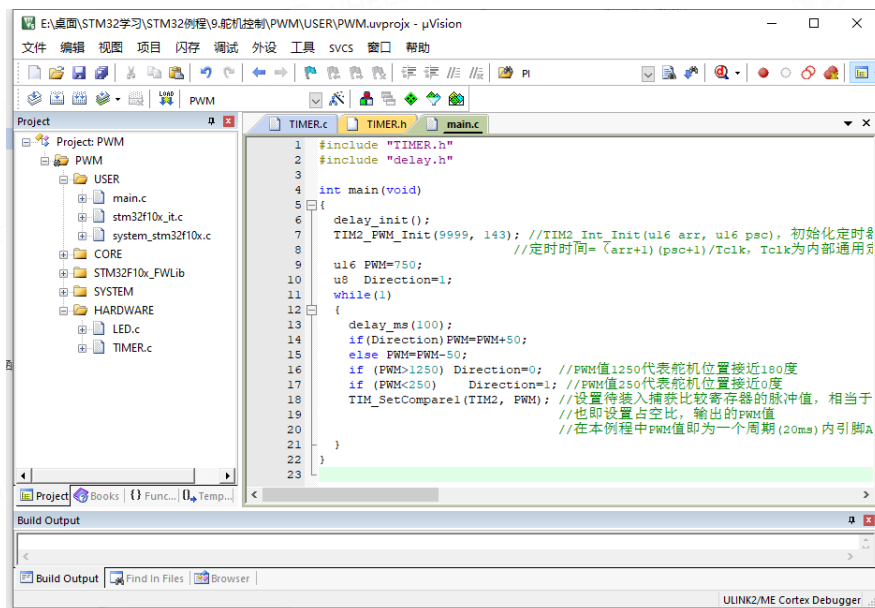 E:\桌面\STM32学习\STM32例程\9.舵机控制\PWM\USER\PWM.uvprojx - µVision
文件 编辑 视图 项目 闪存 调试 外设 工具 SVCS 窗口 帮助
PI
LOAD
PWM
Project
Project: PWM
PWM
USER
main.c
stm32f10x_it.c
system_stm32f10x.c
CORE
STM32F10x_FWLib
SYSTEM
HARDWARE
LED.c
TIMER.c
Project Books {} Func... 0 Temp...
TIMER.c TIMER.h main.c
1 #include "TIMER.h"
2 #include "delay.h"
3
4 int main(void)
5 {
6 delay_init();
7 TIM2_PWM_Init(9999, 143); //TIM2_Int_Init(u16 arr, u16 psc), 初始化定时器
8 //定时时间=（arr+1)(psc+1)/Tclk, Tclk为内部通用定
9 u16 PWM=750;
10 u8 Direction=1;
11 while(1)
12 {
13 delay_ms(100);
14 if(Direction)PWM=PWM+50;
15 else PWM=PWM-50;
16 if (PWM>1250) Direction=0; //PWM值1250代表舵机位置接近180度
17 if (PWM<250) Direction=1; //PWM值250代表舵机位置接近0度
18 TIM_SetCompare1(TIM2, PWM); //设置待装入捕获比较寄存器的脉冲值, 相当于
19 //也即设置占空比, 输出的PWM值
20 //在本例程中PWM值即为一个周期(20ms)内引脚A
21 }
22 }
23
Build Output
Build Output Find In Files Browser
ULINK2/ME Cortex Debugger